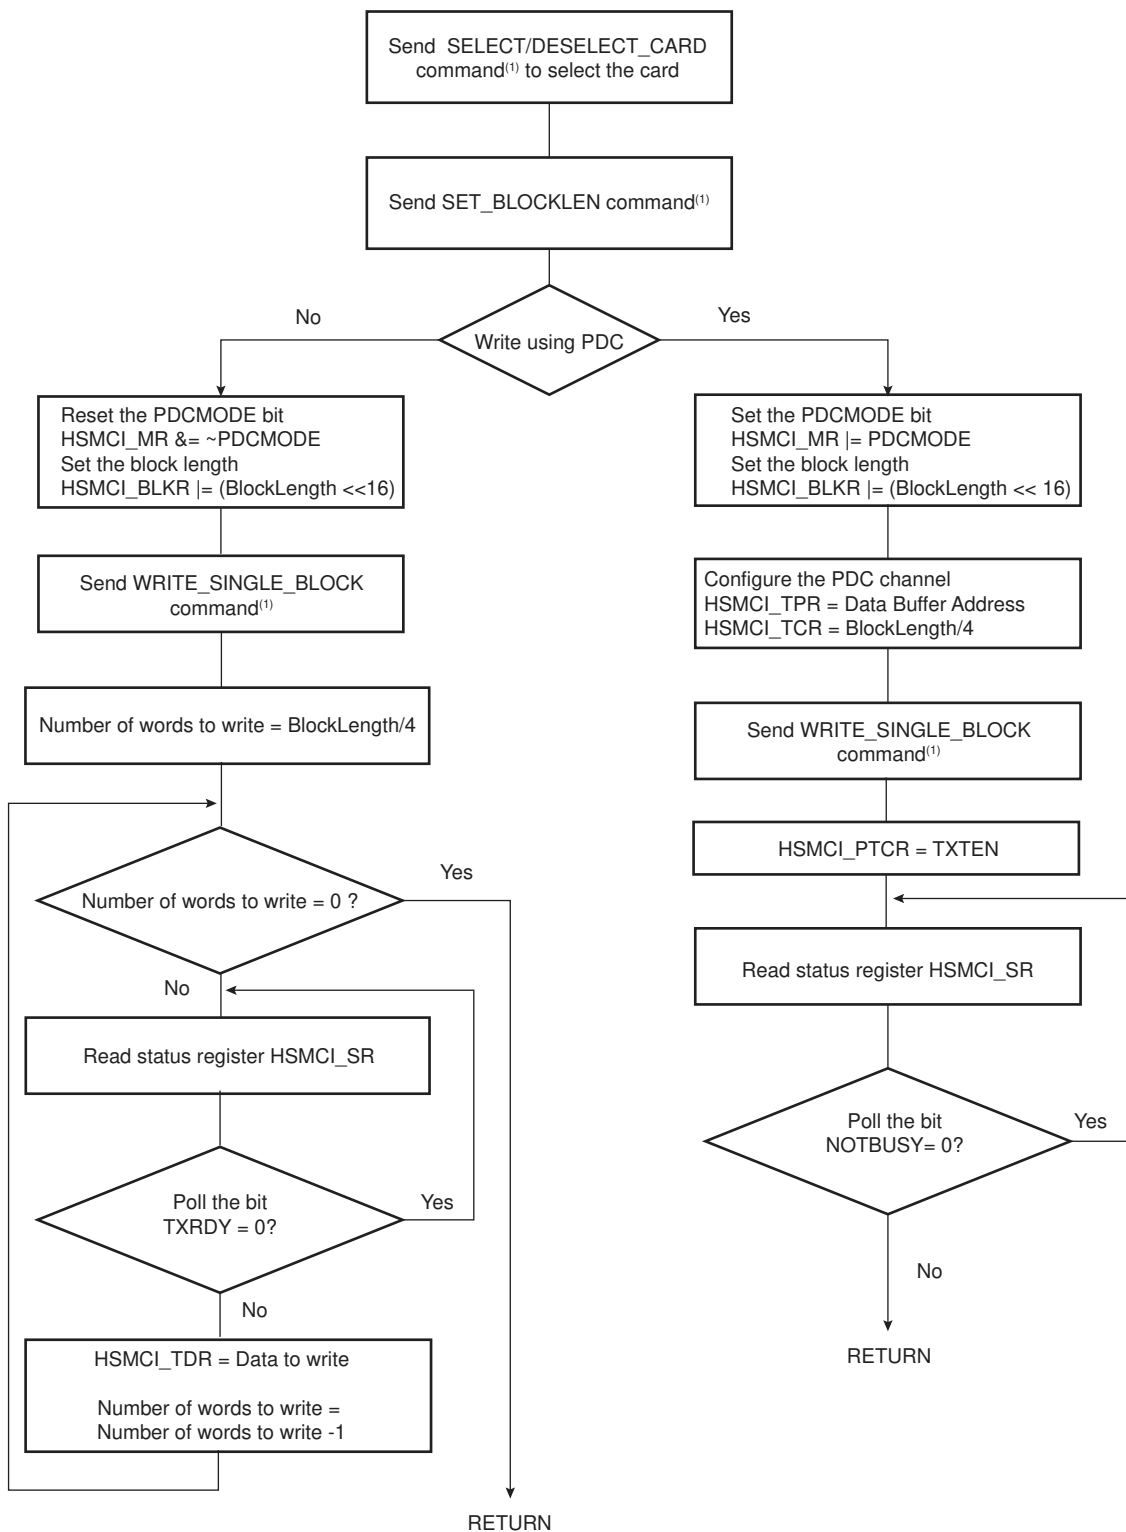 Send SELECT/DESELECT_CARD
command(1) to select the card
Send SET_BLOCKLEN command(1)
Write using PDC
No
Yes
Reset the PDCMODE bit
HSMCI_MR &= ~PDCMODE
Set the block length
HSMCI_BLKR |= (BlockLength <<16)
Send WRITE_SINGLE_BLOCK
command(1)
Number of words to write = BlockLength/4
Number of words to write = 0 ?
Yes
No
Read status register HSMCI_SR
Poll the bit
TXRDY = 0?
Yes
No
HSMCI_TDR = Data to write
Number of words to write =
Number of words to write -1
RETURN
Set the PDCMODE bit
HSMCI_MR |= PDCMODE
Set the block length
HSMCI_BLKR |= (BlockLength << 16)
Configure the PDC channel
HSMCI_TPR = Data Buffer Address
HSMCI_TCR = BlockLength/4
Send WRITE_SINGLE_BLOCK
command(1)
HSMCI_PTCR = TXTEN
Read status register HSMCI_SR
Poll the bit
NOTBUSY= 0?
Yes
No
RETURN